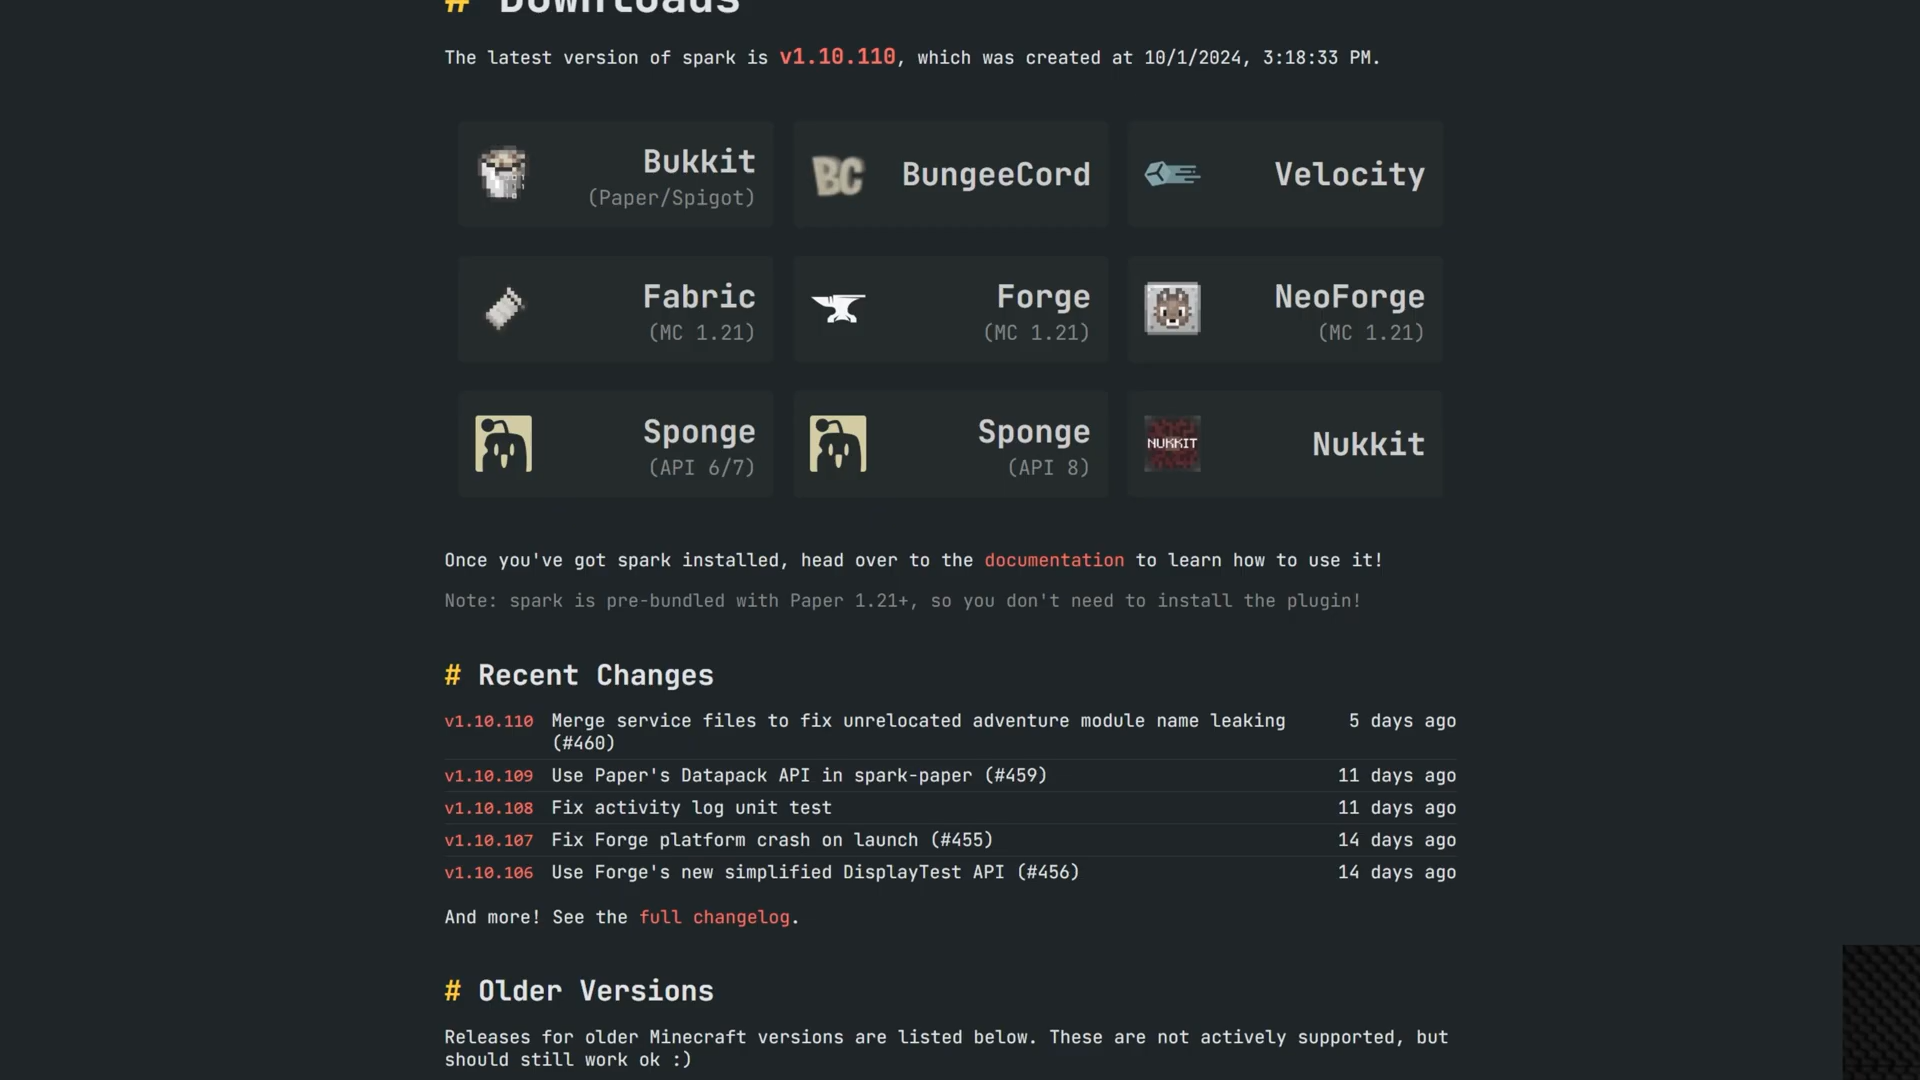 # Downloads
The latest version of spark is v1.10.110, which was created at 10/1/2024, 3:18:33 PM.
Bukkit
(Paper/Spigot)
BC
BungeeCord
Velocity
Fabric
(MC 1.21)
Forge
(MC 1.21)
NeoForge
(MC 1.21)
Sponge
(API 6/7)
Sponge
(API 8)
NUKKIT
Nukkit
Once you've got spark installed, head over to the documentation to learn how to use it!
Note: spark is pre-bundled with Paper 1.21+, so you don't need to install the plugin!
# Recent Changes
v1.10.110 Merge service files to fix unrelocated adventure module name leaking 5 days ago
(#460)
v1.10.109 Use Paper's Datapack API in spark-paper (#459) 11 days ago
v1.10.108 Fix activity log unit test 11 days ago
v1.10.107 Fix Forge platform crash on launch (#455) 14 days ago
v1.10.106 Use Forge's new simplified DisplayTest API (#456) 14 days ago
And more! See the full changelog.
# Older Versions
Releases for older Minecraft versions are listed below. These are not actively supported, but
should still work ok :)